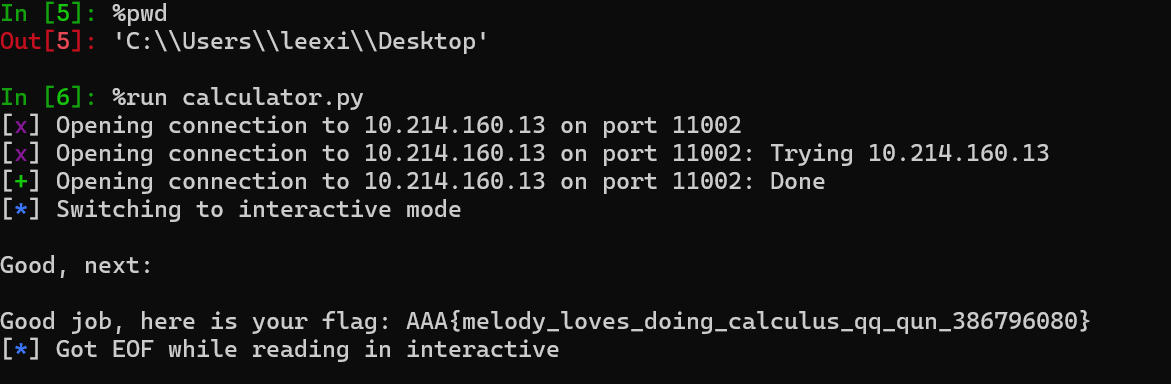 In [5]: %pwd
Out[5]: 'C:\\Users\\leexi\\Desktop'
In [6]: %run calculator.py
[x] Opening connection to 10.214.160.13 on port 11002
[x] Opening connection to 10.214.160.13 on port 11002: Trying 10.214.160.13
[+] Opening connection to 10.214.160.13 on port 11002: Done
[*] Switching to interactive mode
Good, next:
Good job, here is your flag: AAA{melody_loves_doing_calculus_qq_qun_386796080}
[*] Got EOF while reading in interactive